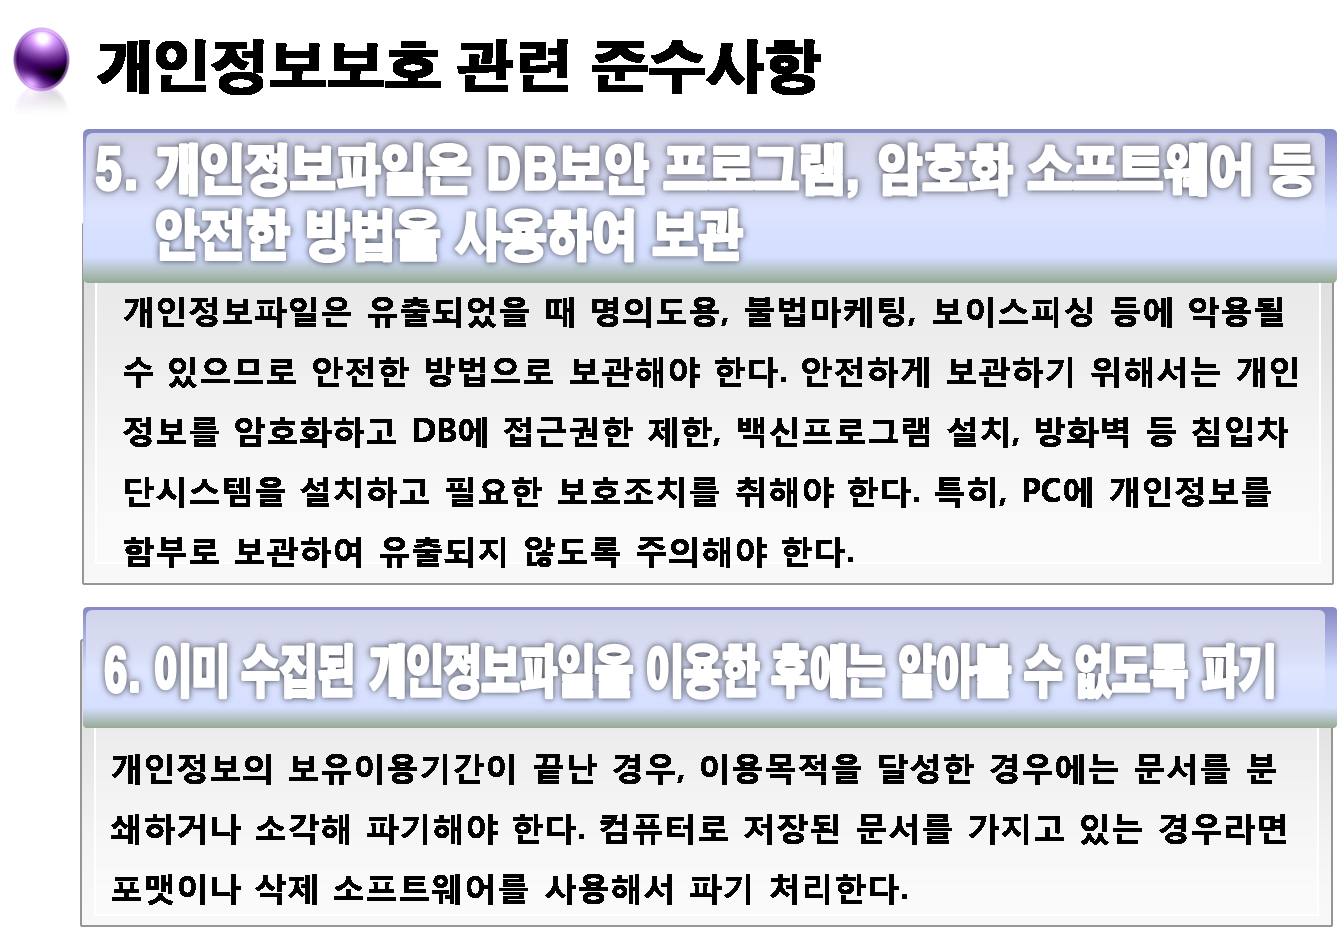 개인정보보호 관련 준수사항
5. 개인정보파일은 DB보안 프로그램, 암호화 소프트웨어 등
안전한 방법을 사용하여 보관
개인정보파일은 유출되었을 때 명의도용, 불법마케팅, 보이스피싱 등에 악용될
수 있으므로 안전한 방법으로 보관해야 한다. 안전하게 보관하기 위해서는 개인
정보를 암호화하고 DB에 접근권한 제한, 백신프로그램 설치, 방화벽 등 침입차
단시스템을 설치하고 필요한 보호조치를 취해야 한다. 특히, PC에 개인정보를
함부로 보관하여 유출되지 않도록 주의해야 한다.
6. 이미 수집된 개인정보파일을 이용한 후에는 알아볼 수 없도록 파기
개인정보의 보유이용기간이 끝난 경우, 이용목적을 달성한 경우에는 문서를 분
쇄하거나 소각해 파기해야 한다. 컴퓨터로 저장된 문서를 가지고 있는 경우라면
포맷이나 삭제 소프트웨어를 사용해서 파기 처리한다.